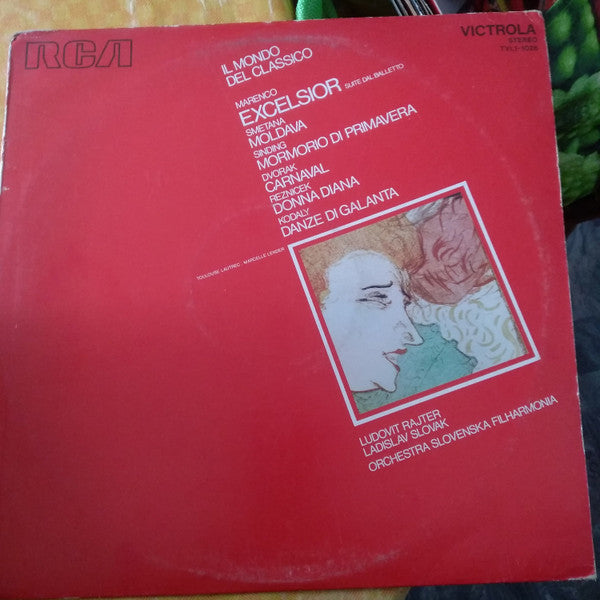 RCA
VICTROLA
STEREO
TVL1-1028
IL MONDO
DEL CLASSICO
MARENCO
EXCELSIOR SUITE DAL BALLETTO
SMETANA
MOLDAVA
SINDING
MORMORIO DI PRIMAVERA
DVORAK
CARNAVAL
REZNICEK
DONNA DIANA
KODALY
DANZE DI GALANTA
TOULOUSE LAUTREC - MARCELLE LENDER
LUDOVIT RAJTER
LADISLAV SLOVAK
ORCHESTRA SLOVENSKA FILHARMONIA